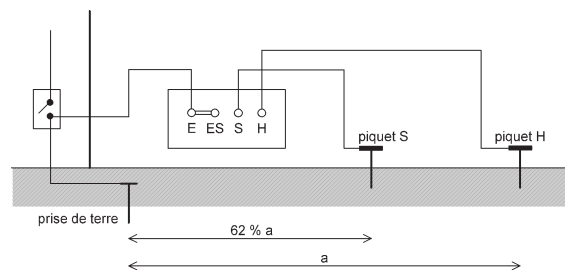 E ES S H
piquet S
piquet H
prise de terre
62 % a
a